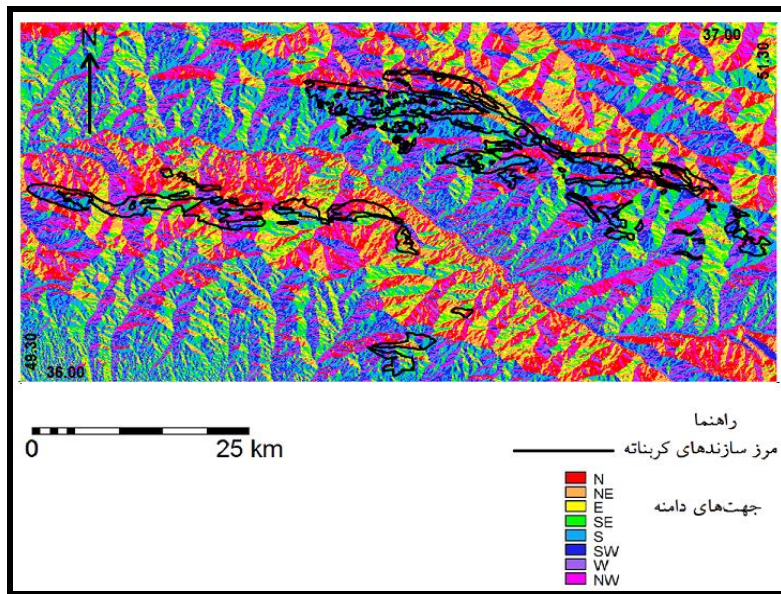 N
37.00
51.30
49.30
36.00
0 25 km
راهنما
مرز سازندهای کربناته
جهت‌های دامنه
N
NE
E
SE
S
SW
W
NW